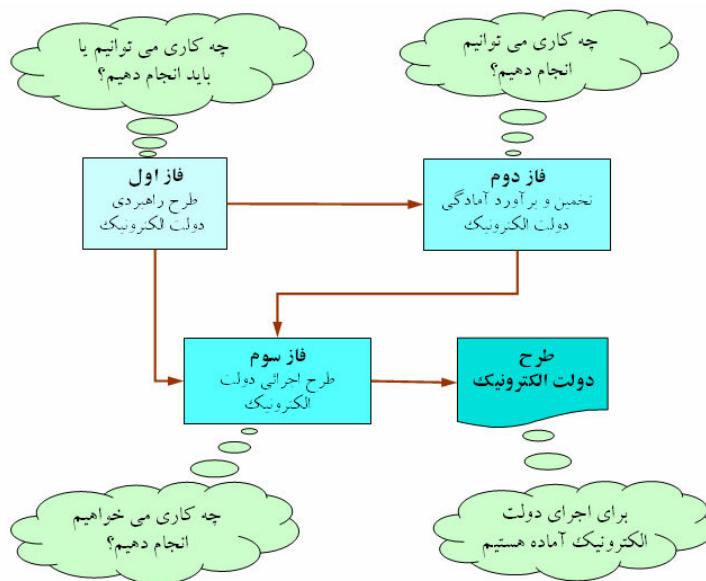 چه کاری می توانیم یا
باید انجام دهیم؟
چه کاری می توانیم
انجام دهیم؟
فاز اول
طرح راهبردی
دولت الکترونیک
فاز دوم
تخمین و برآورد آمادگی
دولت الکترونیک
فاز سوم
طرح اجرائی دولت
الکترونیک
طرح
دولت الکترونیک
چه کاری می خواهیم
انجام دهیم؟
برای اجرای دولت
الکترونیک آماده هستیم